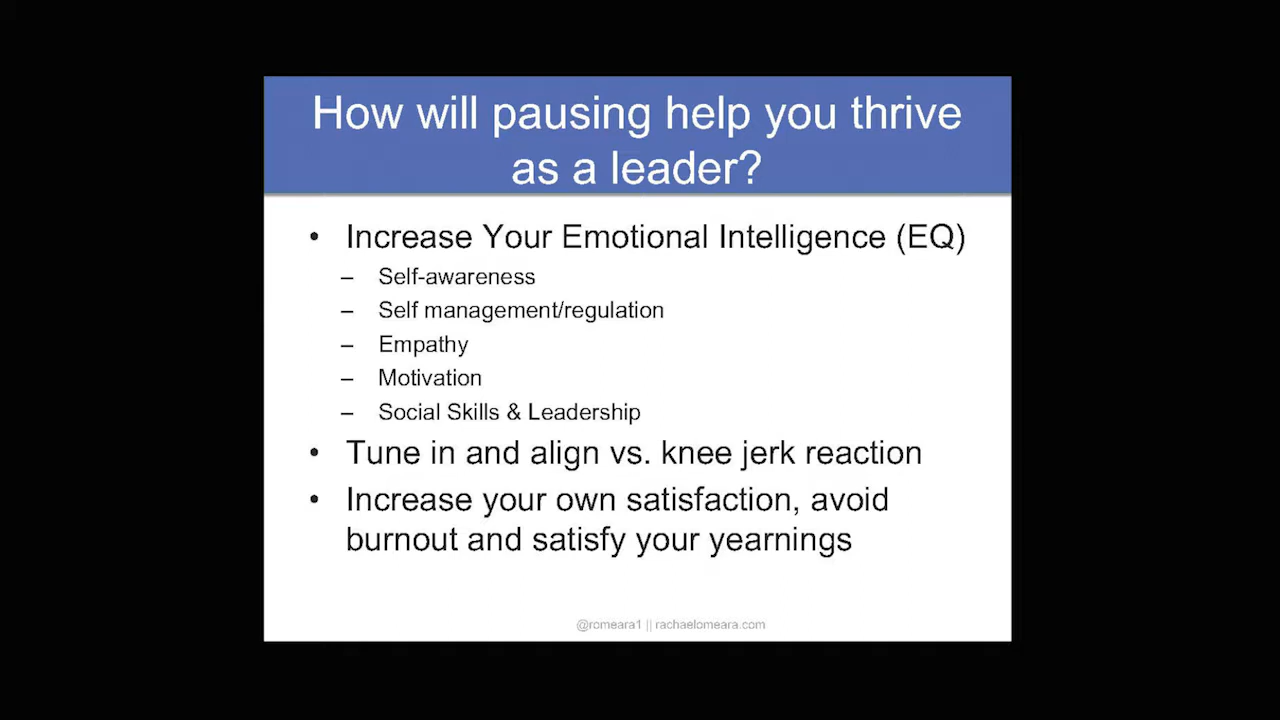 How will pausing help you thrive
as a leader?
• Increase Your Emotional Intelligence (EQ)
– Self-awareness
– Self management/regulation
– Empathy
– Motivation
– Social Skills & Leadership
• Tune in and align vs. knee jerk reaction
• Increase your own satisfaction, avoid
burnout and satisfy your yearnings
@romeara1 || rachaelomeara.com